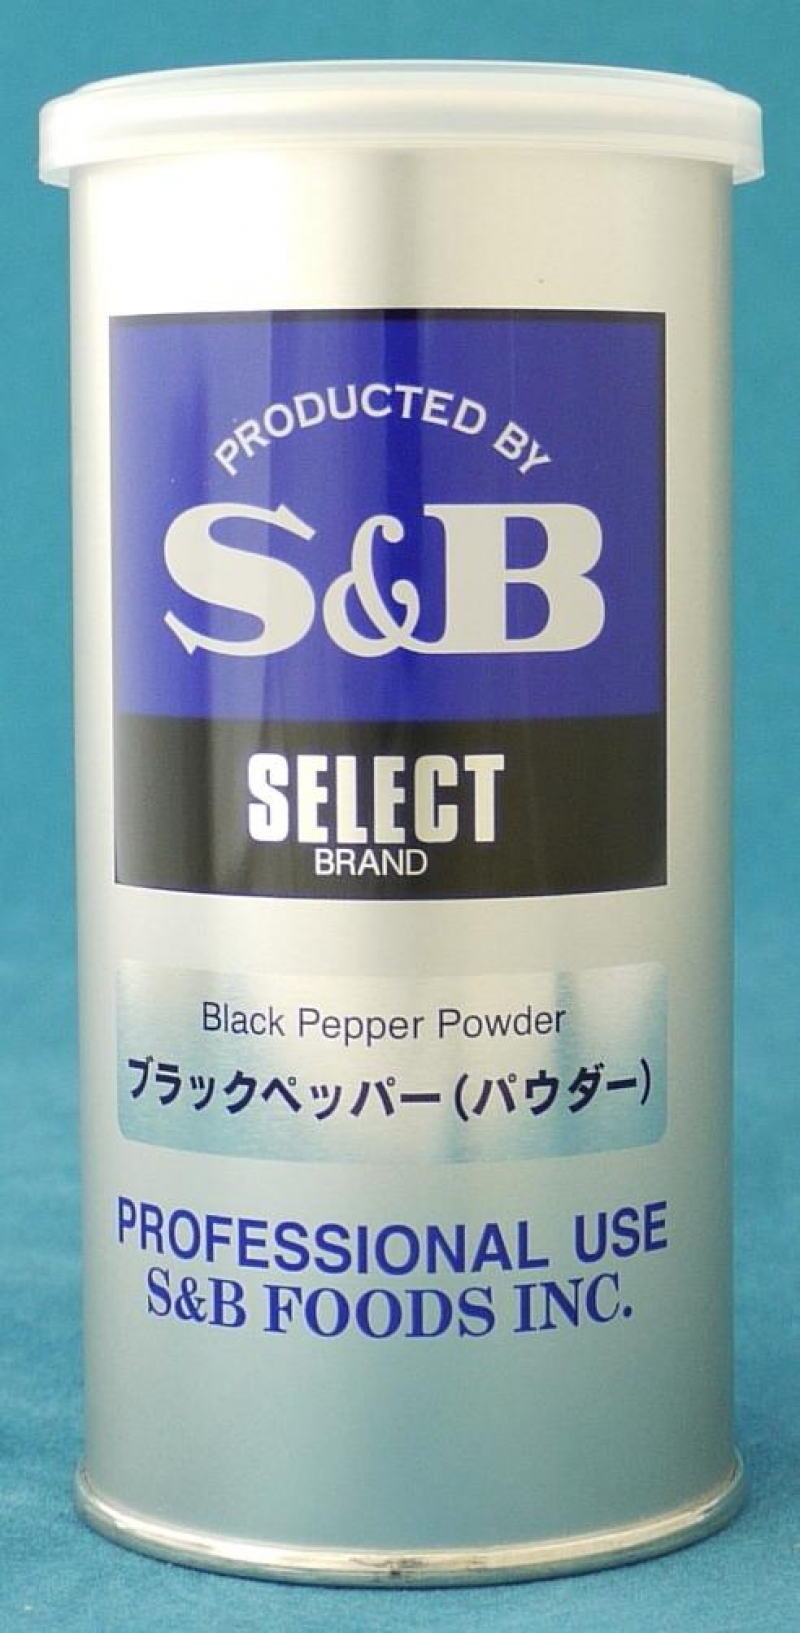 PRODUCTED BY
S&B
SELECT
BRAND
Black Pepper Powder
ブラックペッパー(パウダー)
PROFESSIONAL USE
S&B FOODS INC.